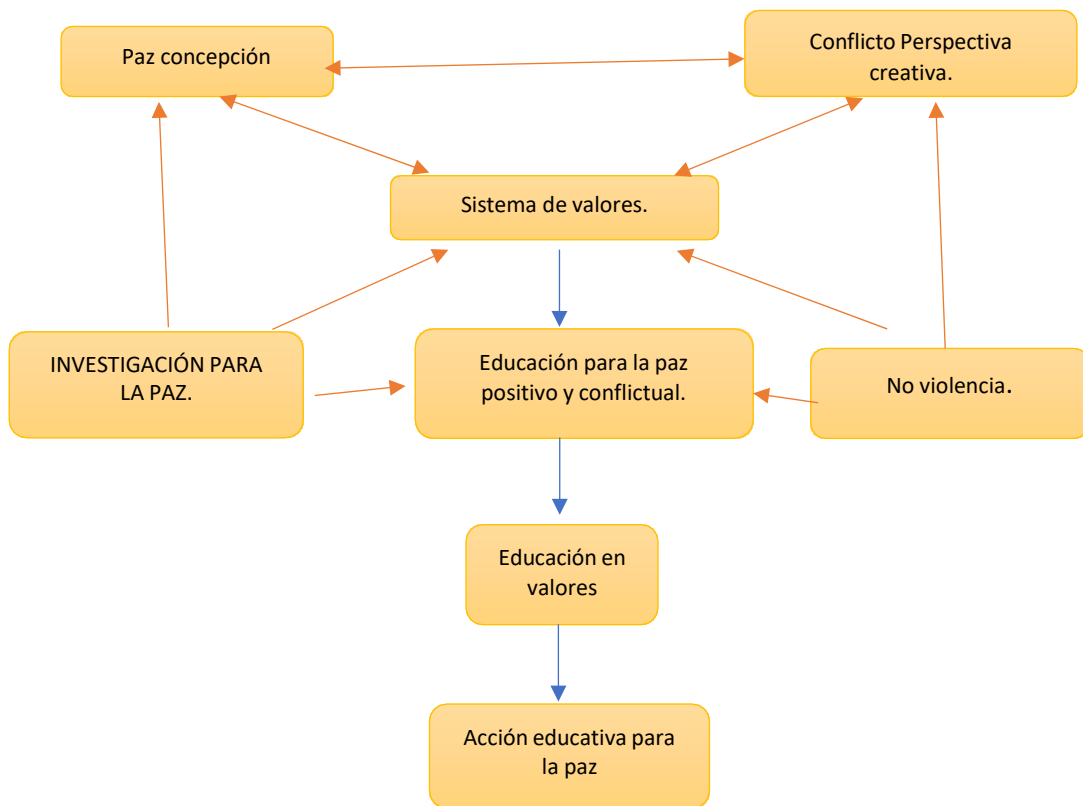 Paz concepción
Conflicto Perspectiva
creativa.
Sistema de valores.
INVESTIGACIÓN PARA
LA PAZ.
Educación para la paz
positivo y conflictual.
No violencia.
Educación en
valores
Acción educativa para
la paz